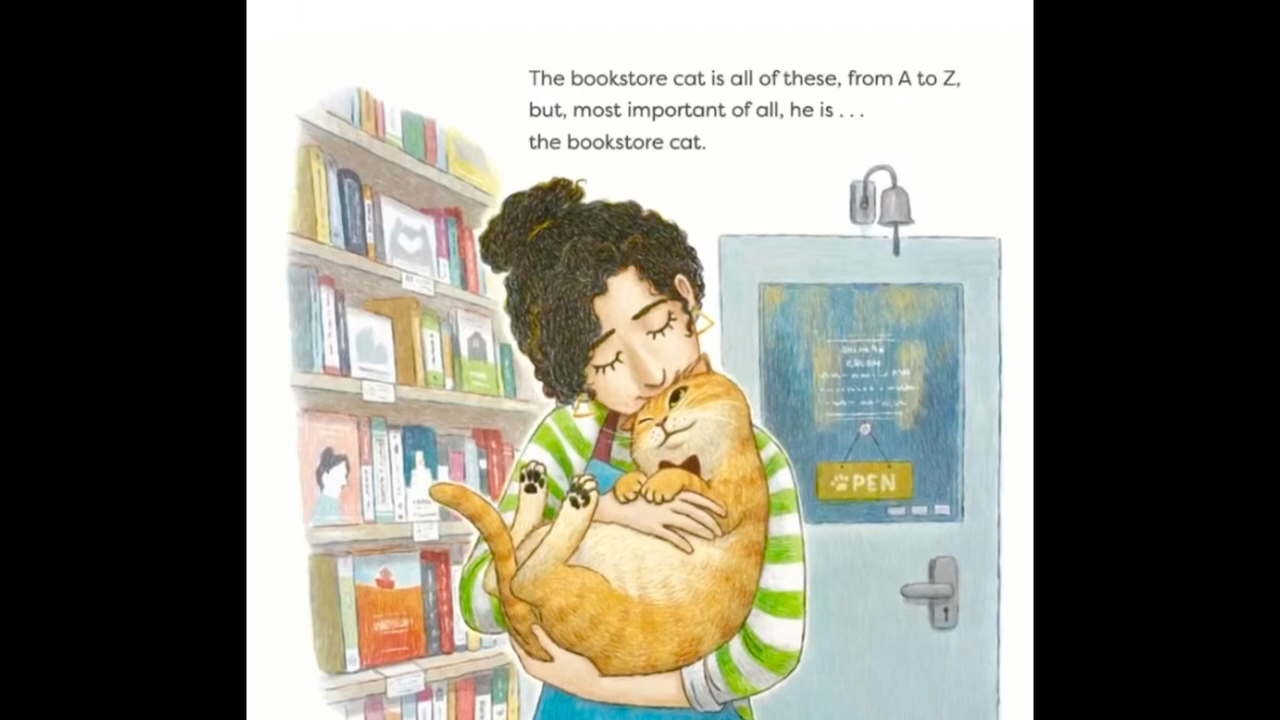 The bookstore cat is all of these, from A to Z,
but, most important of all, he is . . .
the bookstore cat.
PEN